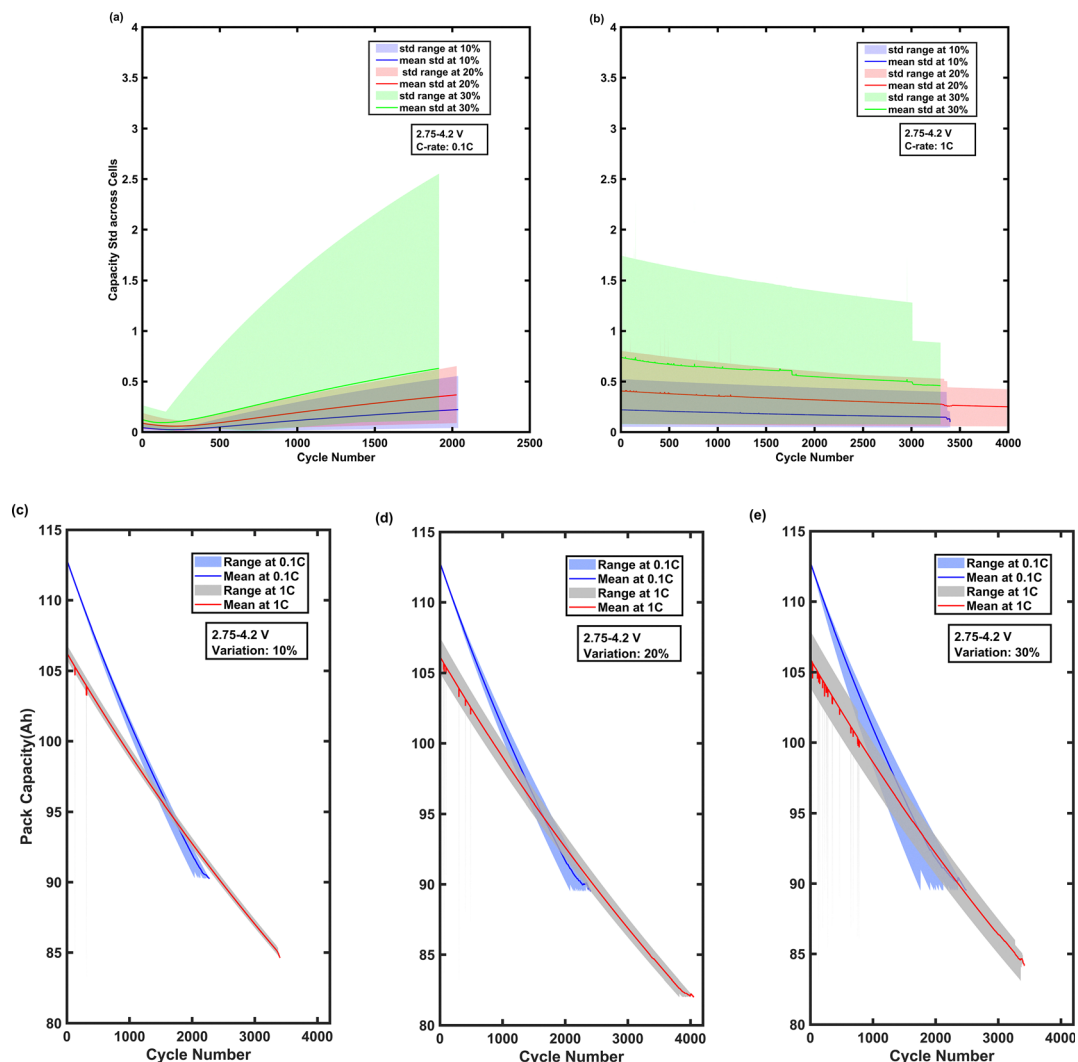 (a)
4
3.5
3
2.5
2
1.5
1
0.5
0
Capacity Std across Cells
std range at 10%
mean std at 10%
std range at 20%
mean std at 20%
std range at 30%
mean std at 30%
2.75-4.2 V
C-rate: 0.1C
0 500 1000 1500 2000 2500
Cycle Number
(b)
4
3.5
3
2.5
2
1.5
1
0.5
0
std range at 10%
mean std at 10%
std range at 20%
mean std at 20%
std range at 30%
mean std at 30%
2.75-4.2 V
C-rate: 1C
0 500 1000 1500 2000 2500 3000 3500 4000
Cycle Number
(c)
115
110
105
100
95
90
85
80
Pack Capacity(Ah)
Range at 0.1C
Mean at 0.1C
Range at 1C
Mean at 1C
2.75-4.2 V
Variation: 10%
0 1000 2000 3000 4000
Cycle Number
(d)
115
110
105
100
95
90
85
80
Range at 0.1C
Mean at 0.1C
Range at 1C
Mean at 1C
2.75-4.2 V
Variation: 20%
0 1000 2000 3000 4000
Cycle Number
(e)
115
110
105
100
95
90
85
80
Range at 0.1C
Mean at 0.1C
Range at 1C
Mean at 1C
2.75-4.2 V
Variation: 30%
0 1000 2000 3000 4000
Cycle Number